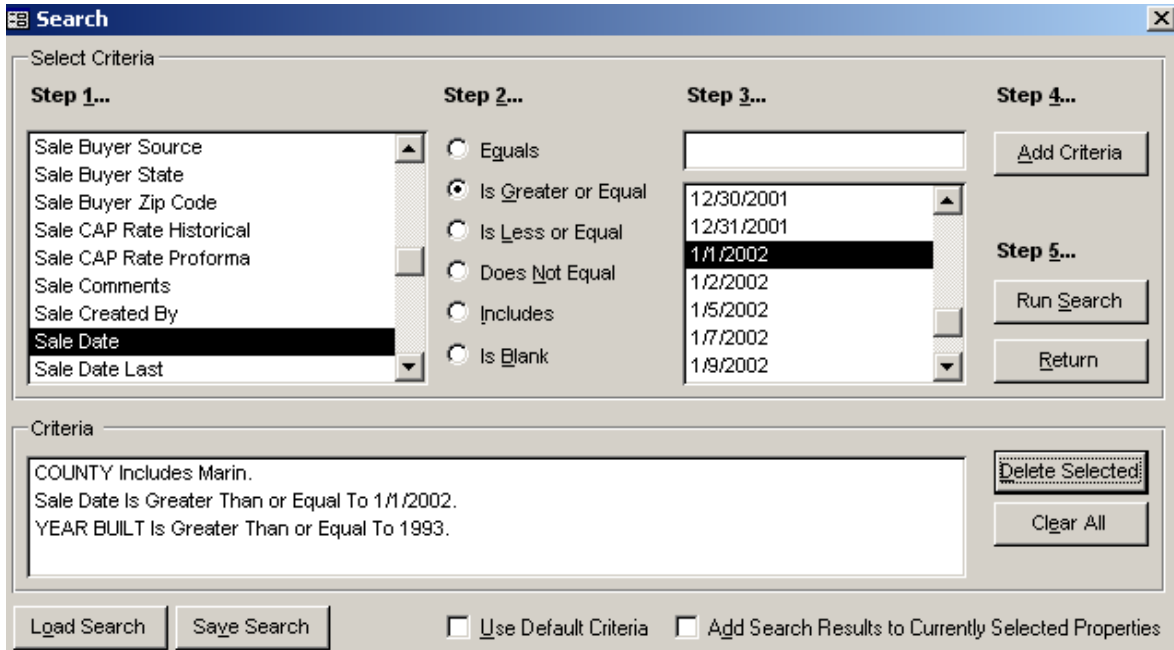 Search
Select Criteria
Step 1...
Step 2...
Step 3...
Step 4...
Sale Buyer Source
Sale Buyer State
Sale Buyer Zip Code
Sale CAP Rate Historical
Sale CAP Rate Proforma
Sale Comments
Sale Created By
Sale Date
Sale Date Last
Equals
Is Greater or Equal
Is Less or Equal
Does Not Equal
Includes
Is Blank
12/30/2001
12/31/2001
1/1/2002
1/2/2002
1/5/2002
1/7/2002
1/9/2002
Add Criteria
Step 5...
Run Search
Return
Criteria
COUNTY Includes Marin.
Sale Date Is Greater Than or Equal To 1/1/2002.
YEAR BUILT Is Greater Than or Equal To 1993.
Delete Selected
Clear All
Load Search
Save Search
Use Default Criteria
Add Search Results to Currently Selected Properties